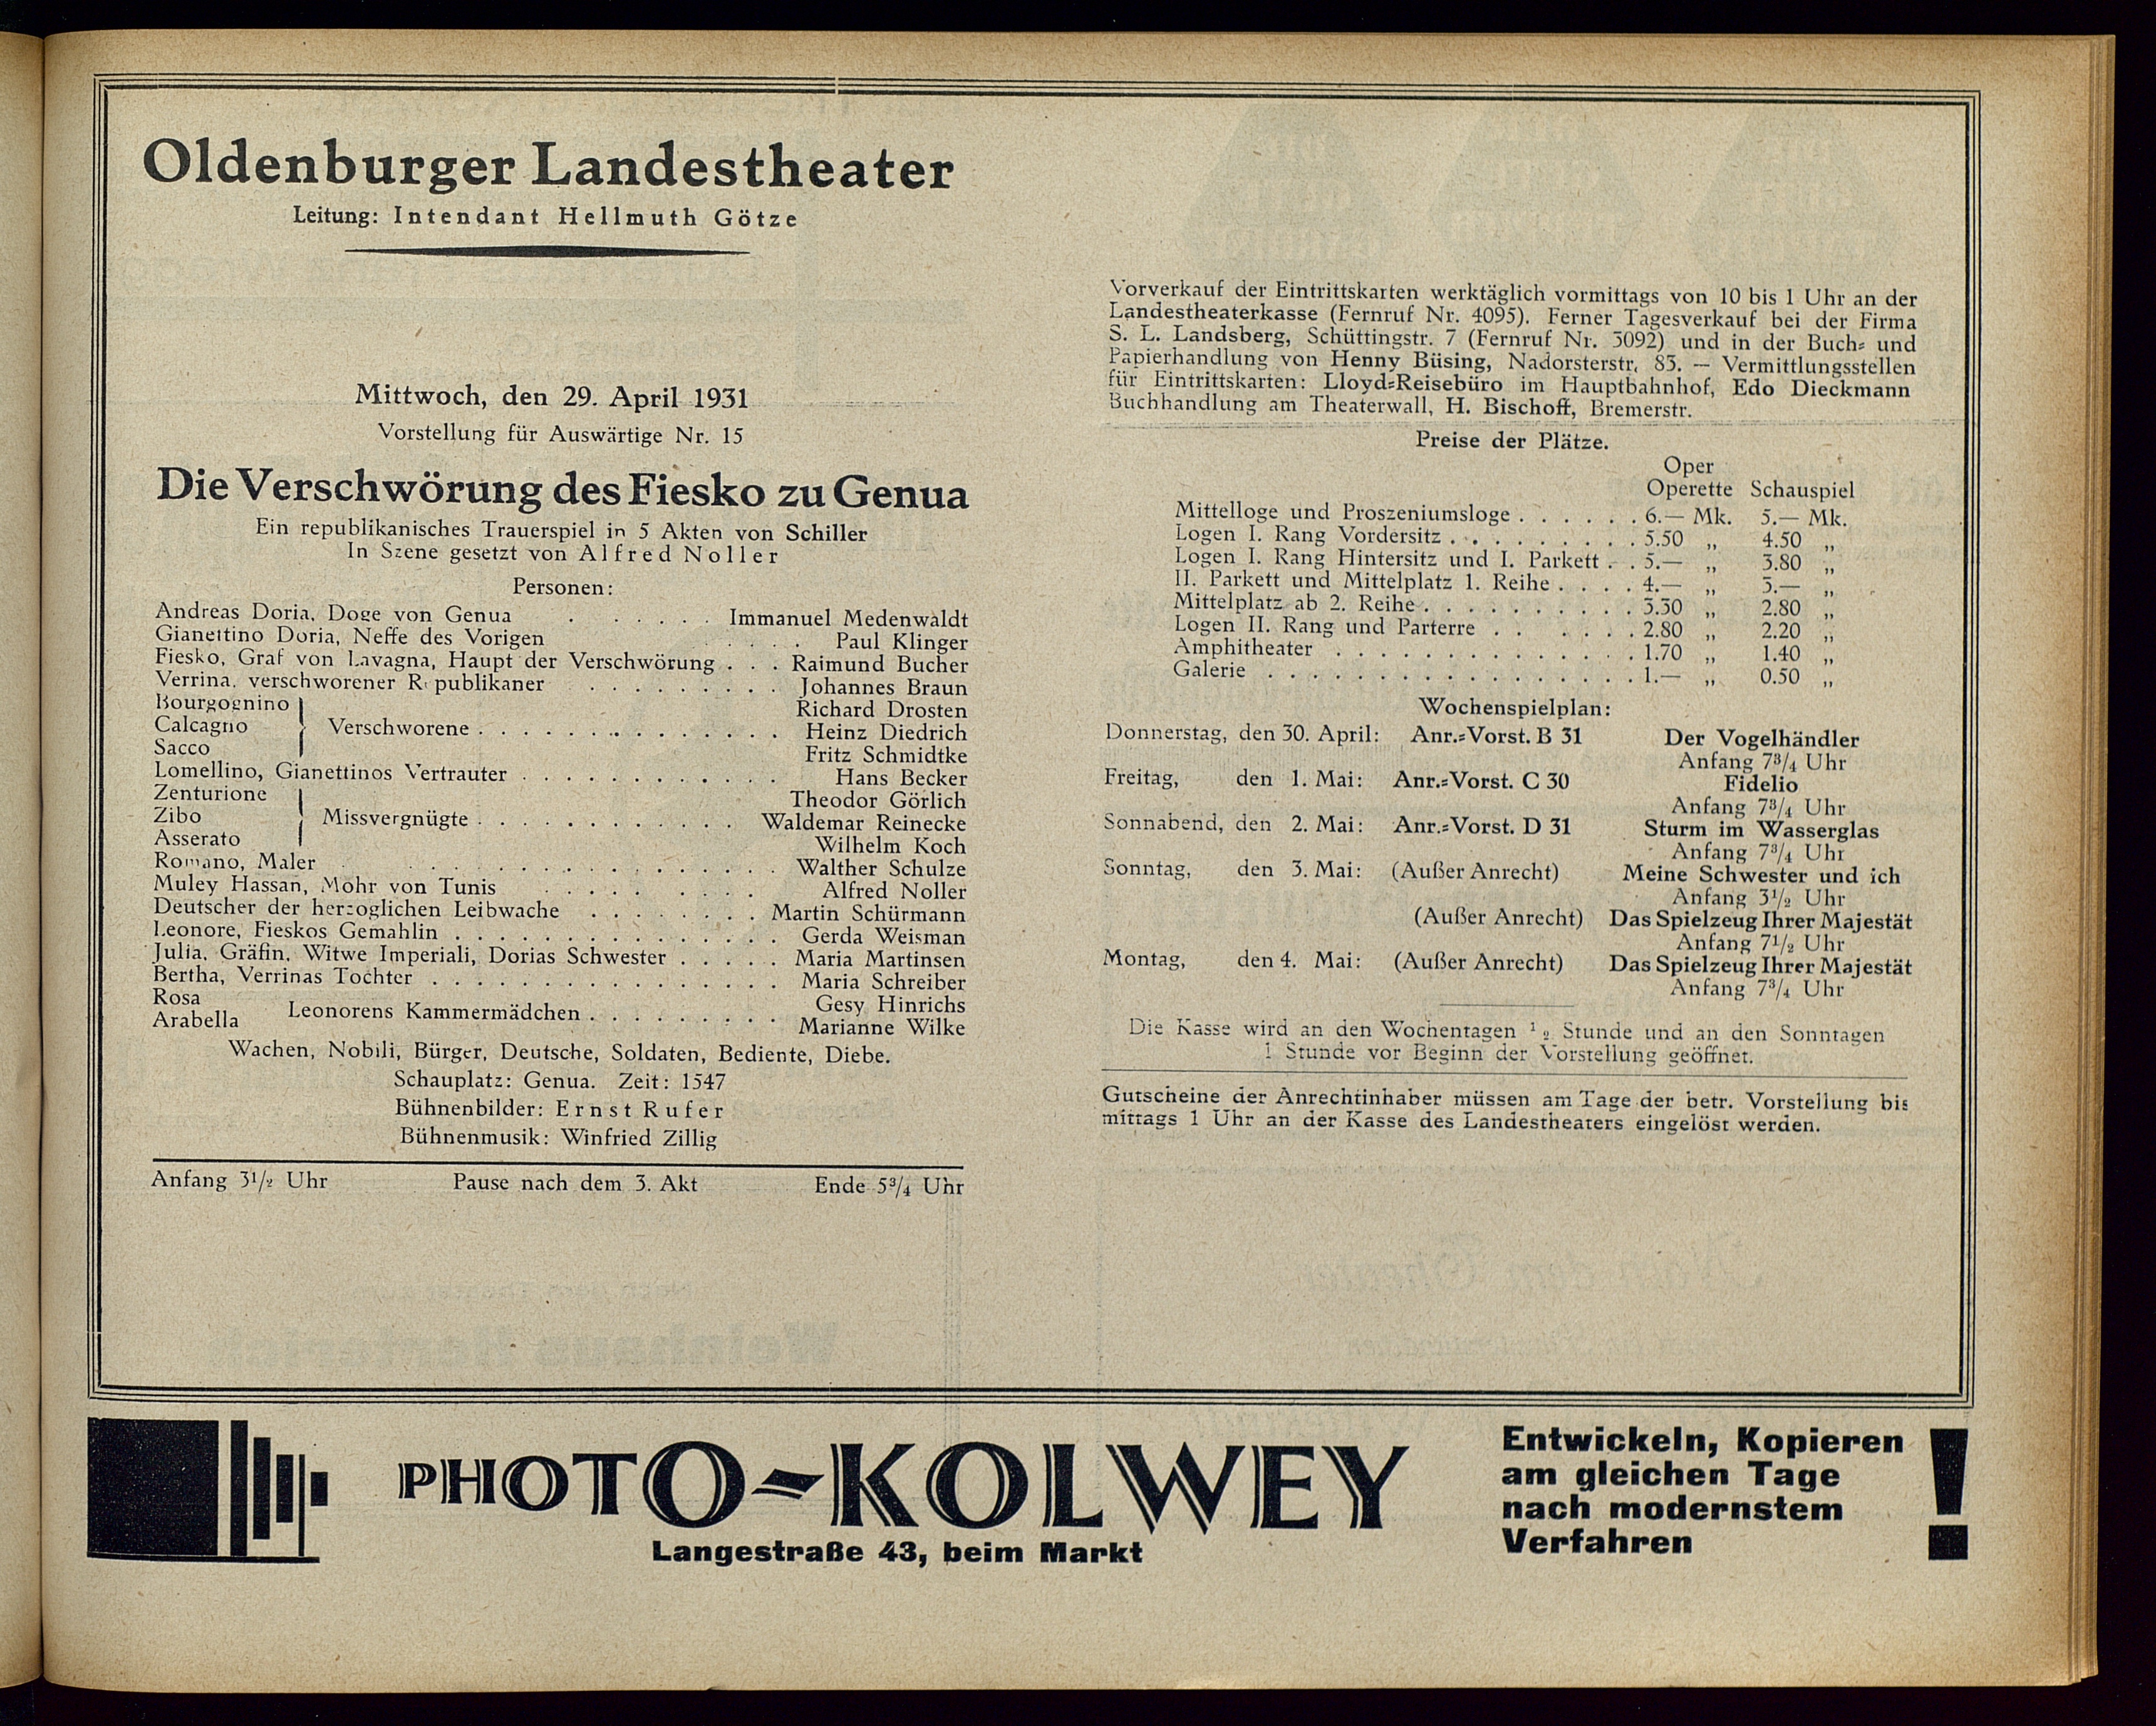 Oldenburger Landestheater
Leitung: Intendant Hellmuth Götze
Mittwoch, den 29. April 1931
Vorstellung für Auswärtige Nr. 15
Die Verschwörung des Fiesko zu Genua
Ein republikanisches Trauerspiel in 5 Akten von Schiller
In Szene gesetzt von Alfred Noller
Personen:
Andreas Doria, Doge von Genua . . . . . . Immanuel Medenwaldt
Gianettino Doria, Neffe des Vorigen . . . . . Paul Klinger
Fiesko, Graf von Lavagna, Haupt der Verschwörung . . . Raimund Bucher
Verrina, verschworener Republikaner . . . . . . . . . Johannes Braun
Bourgognino Richard Drosten
Calcagno } Verschworene . . . . . . . . . . . . . . Heinz Diedrich
Sacco Fritz Schmidtke
Lomellino, Gianettinos Vertrauter . . . . . . . . . . . . Hans Becker
Zenturione Theodor Görlich
Zibo } Missvergnügte . . . . . . . . . . . . Waldemar Reinecke
Asserato Wilhelm Koch
Romano, Maler . . . . . . . . . . . . . . . Walther Schulze
Muley Hassan, Mohr von Tunis . . . . . . . . . . Alfred Noller
Deutscher der herzoglichen Leibwache . . . . . . . . Martin Schürmann
Leonore, Fieskos Gemahlin . . . . . . . . . . . . . . . Gerda Weisman
Julia, Gräfin, Witwe Imperiali, Dorias Schwester . . . . . Maria Martinsen
Bertha, Verrinas Tochter . . . . . . . . . . . . . . . . Maria Schreiber
Rosa Gesy Hinrichs
Arabella Leonorens Kammermädchen . . . . . . . . . Marianne Wilke
Wachen, Nobili, Bürger, Deutsche, Soldaten, Bediente, Diebe.
Schauplatz: Genua. Zeit: 1547
Bühnenbilder: Ernst Rufer
Bühnenmusik: Winfried Zillig
Anfang 3½ Uhr Pause nach dem 3. Akt Ende 5¾ Uhr
Vorverkauf der Eintrittskarten werktäglich vormittags von 10 bis 1 Uhr an der
Landestheaterkasse (Fernruf Nr. 4095). Ferner Tagesverkauf bei der Firma
S. L. Landsberg, Schüttingstr. 7 (Fernruf Nr. 3092) und in der Buch- und
Papierhandlung von Henny Büsing, Nadorsterstr. 83. — Vermittlungsstellen
für Eintrittskarten: Lloyd-Reisebüro im Hauptbahnhof, Edo Dieckmann
Buchhandlung am Theaterwall, H. Bischoff, Bremerstr.
Preise der Plätze.
Oper
Operette Schauspiel
Mittelloge und Proszeniumsloge . . . . . . 6.— Mk. 5.— Mk.
Logen I. Rang Vordersitz . . . . . . . . . 5.50 „ 4.50 „
Logen I. Rang Hintersitz und I. Parkett . . 5.— „ 3.80 „
II. Parkett und Mittelplatz 1. Reihe . . . . 4.— „ 3.— „
Mittelplatz ab 2. Reihe . . . . . . . . . . 3.30 „ 2.80 „
Logen II. Rang und Parterre . . . . . . 2.80 „ 2.20 „
Amphitheater . . . . . . . . . . . . . . 1.70 „ 1.40 „
Galerie . . . . . . . . . . . . . . . . . 1.— „ 0.50 „
Wochenspielplan:
Donnerstag, den 30. April: Anr.-Vorst. B 31 Der Vogelhändler
Anfang 7¾ Uhr
Freitag, den 1. Mai: Anr.-Vorst. C 30 Fidelio
Anfang 7¾ Uhr
Sonnabend, den 2. Mai: Anr.-Vorst. D 31 Sturm im Wasserglas
Anfang 7¾ Uhr
Sonntag, den 3. Mai: (Außer Anrecht) Meine Schwester und ich
Anfang 3½ Uhr
(Außer Anrecht) Das Spielzeug Ihrer Majestät
Anfang 7½ Uhr
Montag, den 4. Mai: (Außer Anrecht) Das Spielzeug Ihrer Majestät
Anfang 7¾ Uhr
Die Kasse wird an den Wochentagen ½ Stunde und an den Sonntagen
1 Stunde vor Beginn der Vorstellung geöffnet.
Gutscheine der Anrechtinhaber müssen am Tage der betr. Vorstellung bis
mittags 1 Uhr an der Kasse des Landestheaters eingelöst werden.
PHOTO-KOLWEY
Langestraße 43, beim Markt
Entwickeln, Kopieren
am gleichen Tage
nach modernstem
Verfahren !